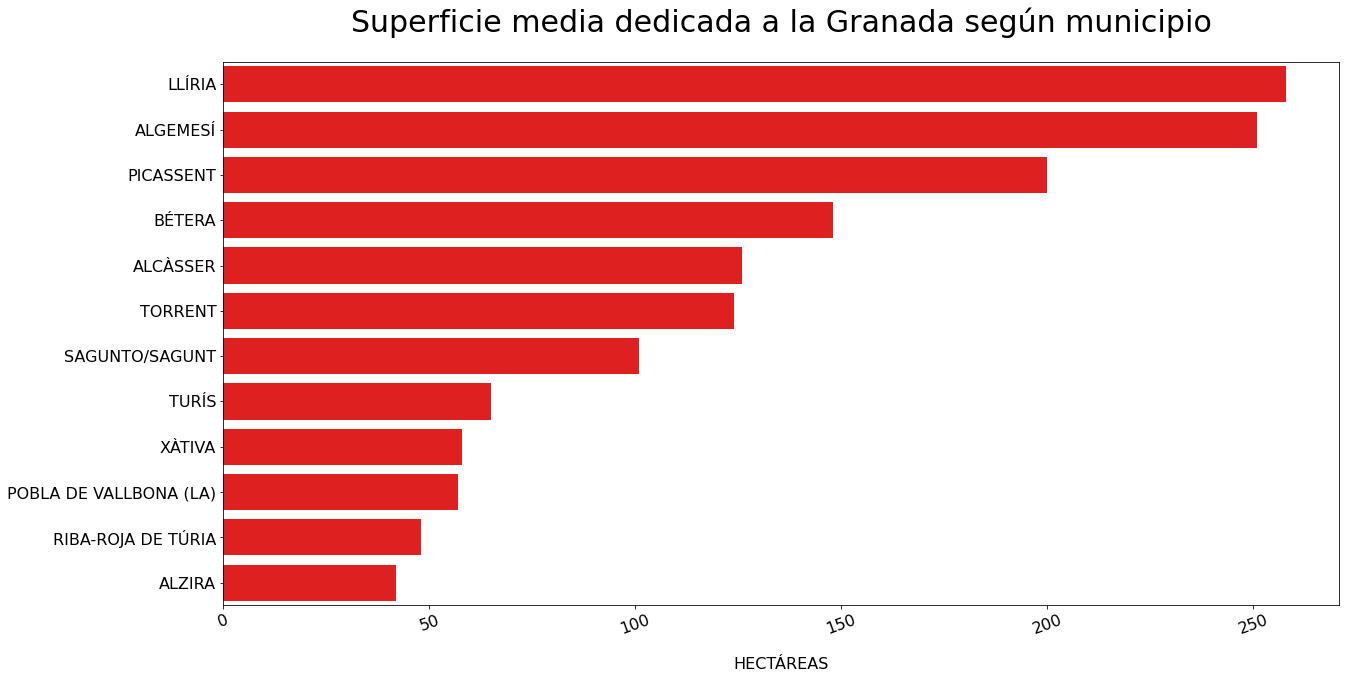 Superficie media dedicada a la Granada según municipio
LLÍRIA
ALGEMESÍ
PICASSENT
BÉTERA
ALCÀSSER
TORRENT
SAGUNTO/SAGUNT
TURÍS
XÀTIVA
POBLA DE VALLBONA (LA)
RIBA-ROJA DE TÚRIA
ALZIRA
0 50 100 150 200 250
HECTÁREAS